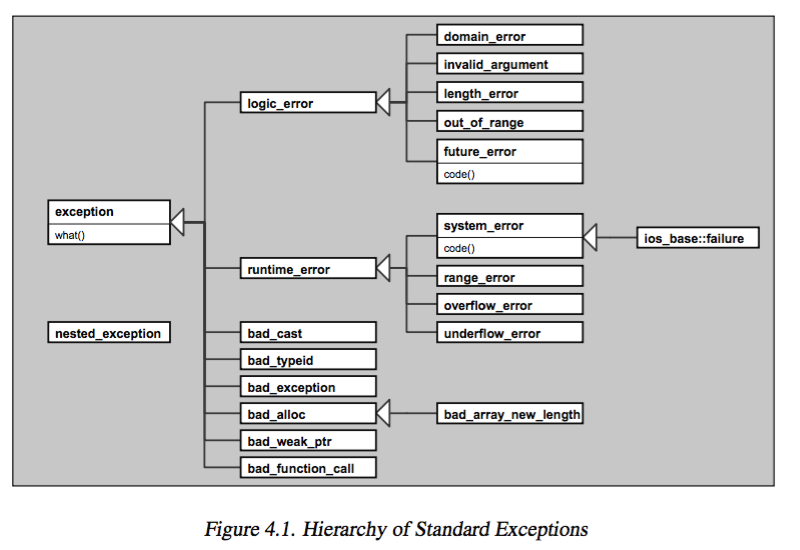 domain_error
invalid_argument
logic_error
length_error
out_of_range
future_error
code()
exception
what()
system_error
code()
ios_base::failure
runtime_error
range_error
overflow_error
underflow_error
nested_exception
bad_cast
bad_typeid
bad_exception
bad_alloc
bad_array_new_length
bad_weak_ptr
bad_function_call
Figure 4.1. Hierarchy of Standard Exceptions